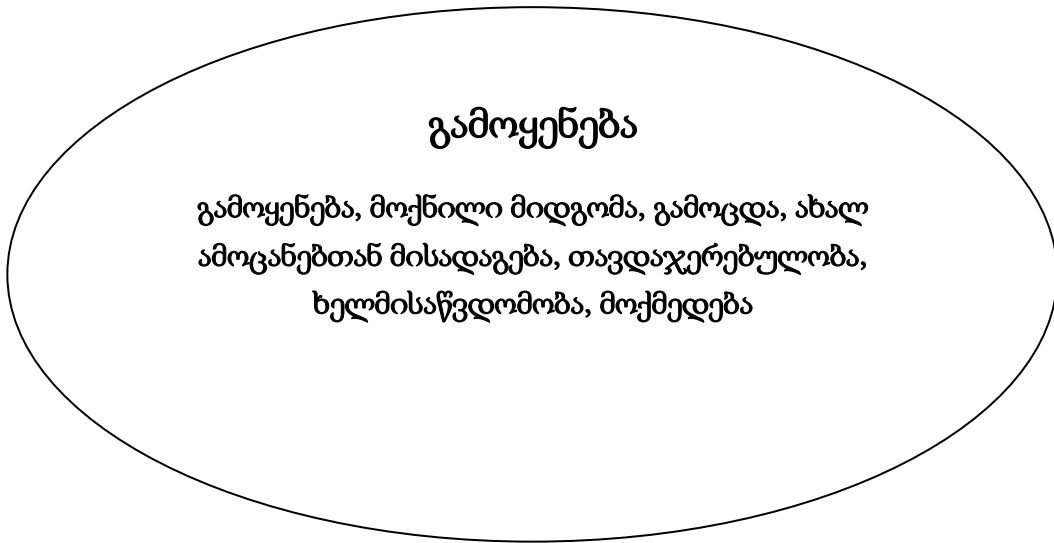 გამოყენება
გამოყენება, მოქნილი მიდგომა, გამოცდა, ახალ
ამოცანებთან მისადაგება, თავდაჯერებულობა,
ხელმისაწვდომობა, მოქმედება